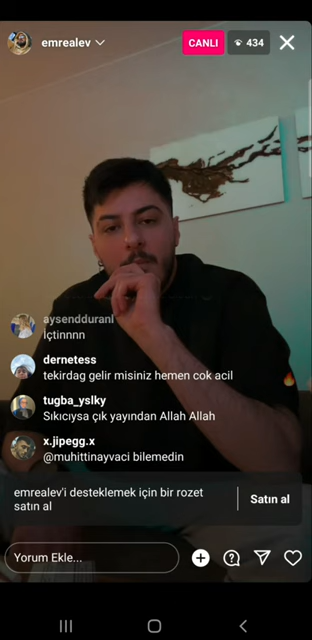 emrealev
CANLI
434
aysenddurani
İçtinnnn
dernetess
tekirdag gelir misiniz hemen cok acil
tugba_yslky
Sıkıcıysa çık yayından Allah Allah
x.jipegg.x
@muhittinayvaci bilemedin
emrealev'i desteklemek için bir rozet
satın al
Satın al
Yorum Ekle...